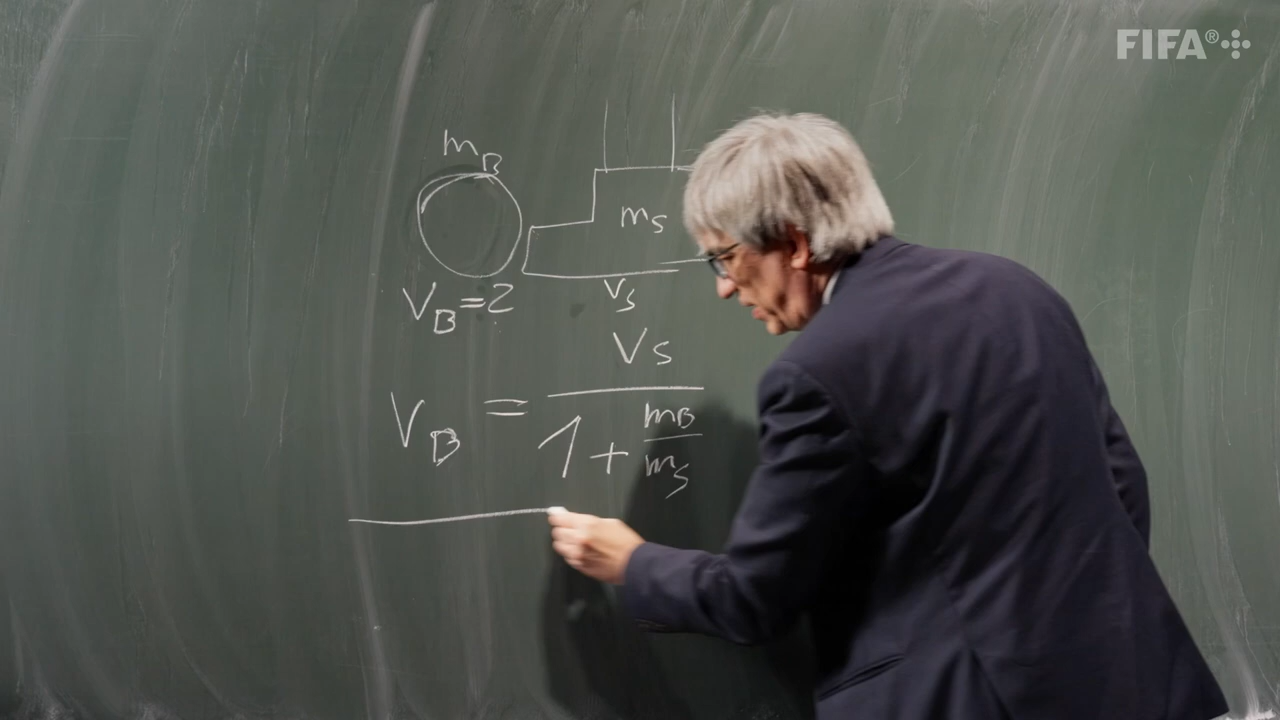 FIFA®
m_B
m_S
V_B=2
V_S
V_B = V_S / (1 + m_B/m_S)